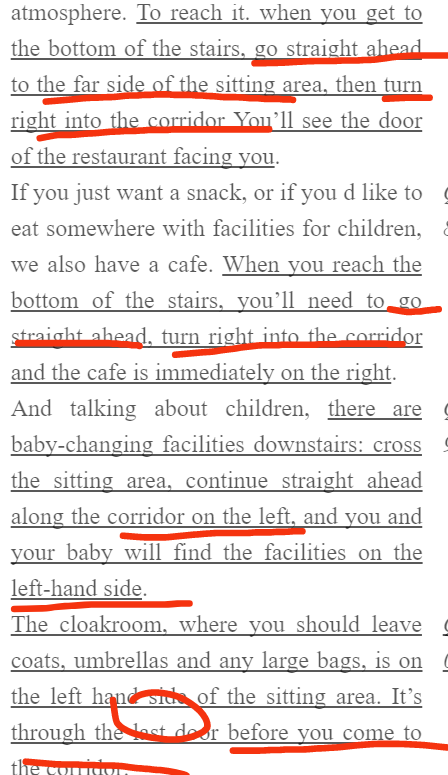 atmosphere. To reach it. when you get to
the bottom of the stairs, go straight ahead
to the far side of the sitting area, then turn
right into the corridor You’ll see the door
of the restaurant facing you.
If you just want a snack, or if you d like to
eat somewhere with facilities for children,
we also have a cafe. When you reach the
bottom of the stairs, you’ll need to go
straight ahead, turn right into the corridor
and the cafe is immediately on the right.
And talking about children, there are
baby-changing facilities downstairs: cross
the sitting area, continue straight ahead
along the corridor on the left, and you and
your baby will find the facilities on the
left-hand side.
The cloakroom, where you should leave
coats, umbrellas and any large bags, is on
the left hand side of the sitting area. It’s
through the last door before you come to
the corridor.